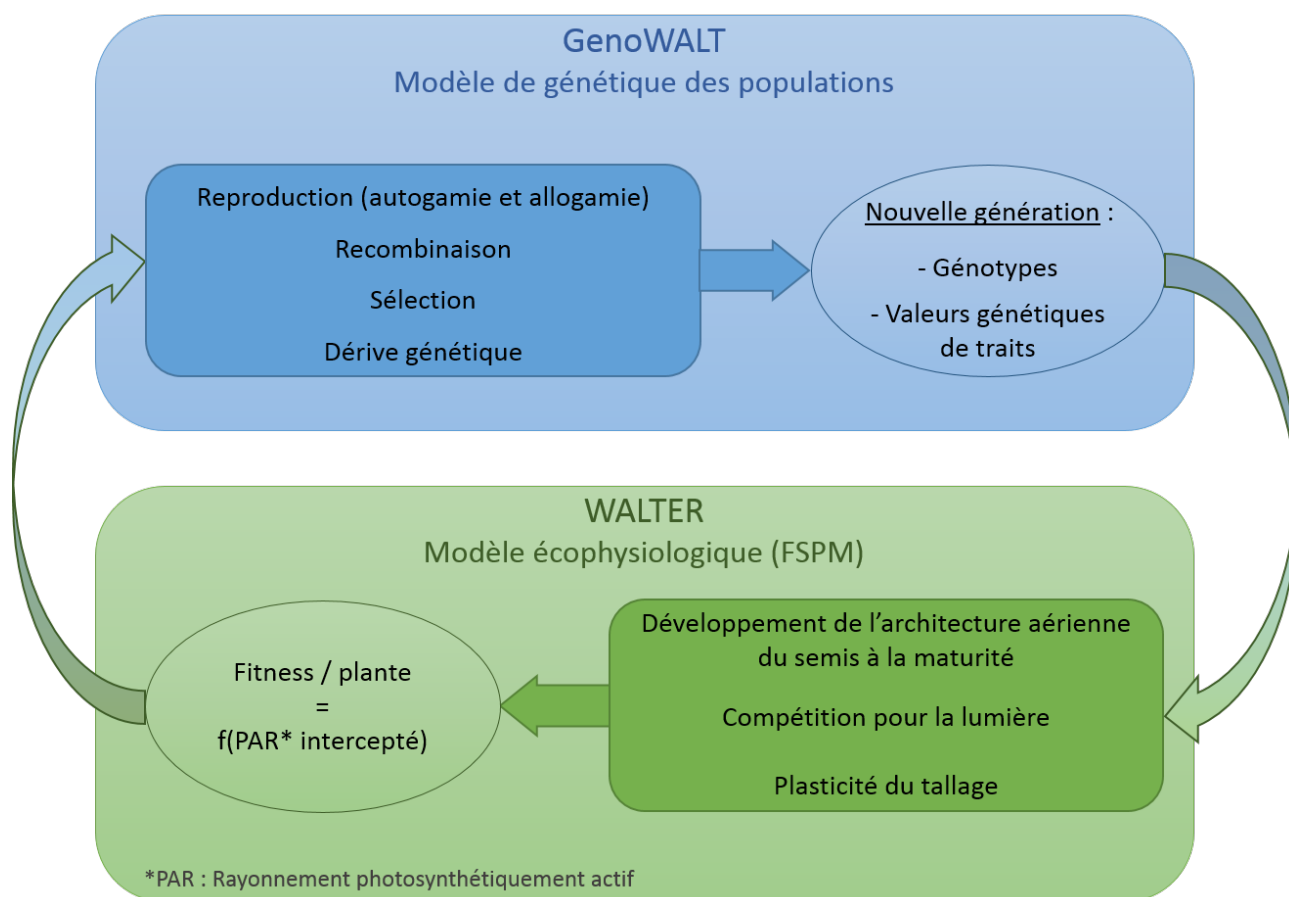 GenoWALT
Modèle de génétique des populations
Reproduction (autogamie et allogamie)
Recombinaison
Sélection
Dérive génétique
Nouvelle génération :
- Génotypes
- Valeurs génétiques
de traits
WALTER
Modèle écophysiologique (FSPM)
Développement de l’architecture aérienne
du semis à la maturité
Compétition pour la lumière
Plasticité du tallage
Fitness / plante
=
f(PAR* intercepté)
*PAR : Rayonnement photosynthétiquement actif